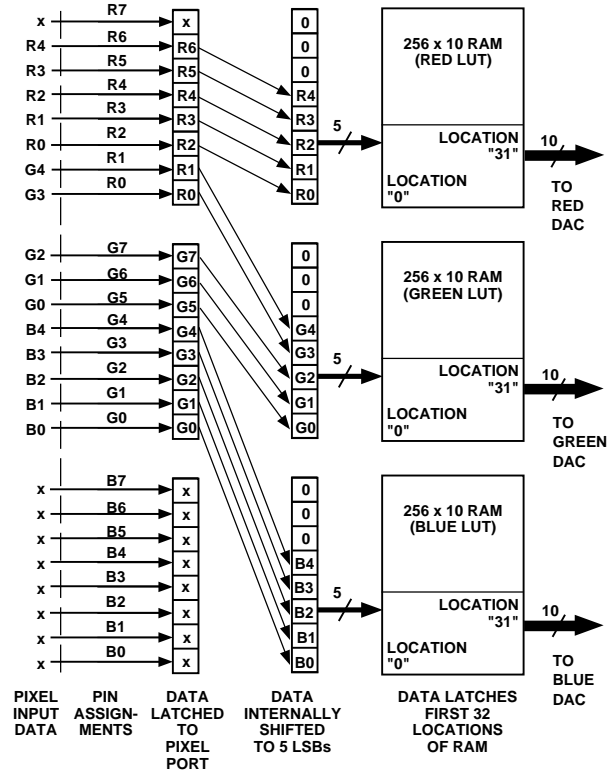 x R7 x 0
R4 R6 R6 0
R3 R5 R5 0
R2 R4 R4 R4
R1 R3 R3 R3
R0 R2 R2 R2
G4 R1 R1 R1
G3 R0 R0 R0
5
256 x 10 RAM
(RED LUT)
LOCATION
"31"
LOCATION
"0"
10
TO
RED
DAC
G2 G7 G7 0
G1 G6 G6 0
G0 G5 G5 0
B4 G4 G4 G4
B3 G3 G3 G3
B2 G2 G2 G2
B1 G1 G1 G1
B0 G0 G0 G0
5
256 x 10 RAM
(GREEN LUT)
LOCATION
"31"
LOCATION
"0"
10
TO
GREEN
DAC
x B7 x 0
x B6 x 0
x B5 x 0
x B4 x B4
x B3 x B3
x B2 x B2
x B1 x B1
x B0 x B0
5
256 x 10 RAM
(BLUE LUT)
LOCATION
"31"
LOCATION
"0"
10
TO
BLUE
DAC
PIXEL
INPUT
DATA
PIN
ASSIGN-
MENTS
DATA
LATCHED
TO
PIXEL
PORT
DATA
INTERNALLY
SHIFTED
TO 5 LSBs
DATA LATCHES
FIRST 32
LOCATIONS
OF RAM